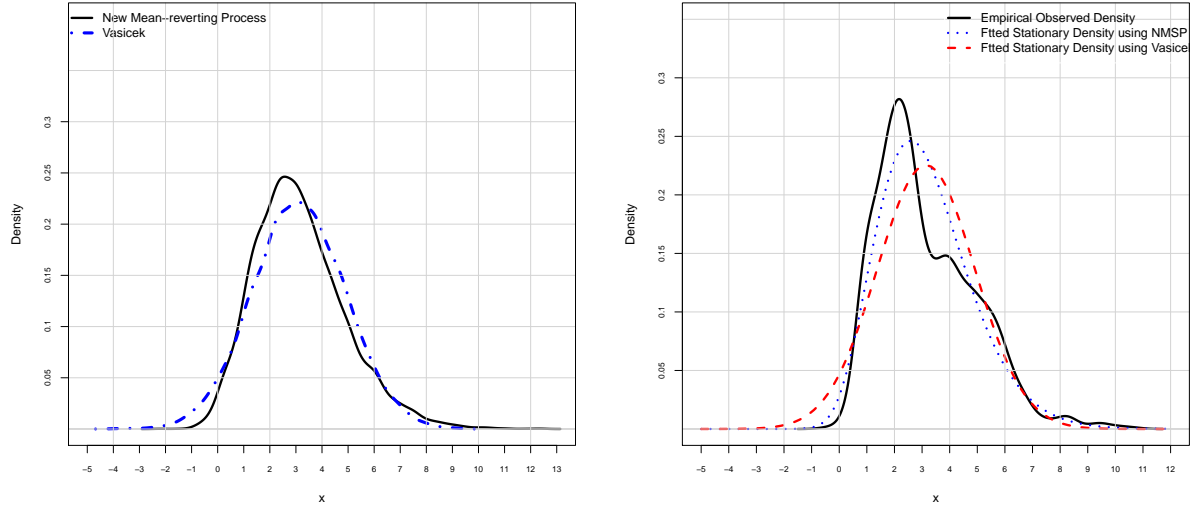 New Mean−reverting Process
Vasicek
0.3
0.25
0.2
0.15
0.1
0.05
Density
−5 −4 −3 −2 −1 0 1 2 3 4 5 6 7 8 9 10 11 12 13
x
Empirical Observed Density
Ftted Stationary Density using NMSP
Ftted Stationary Density using Vasice
0.3
0.25
0.2
0.15
0.1
0.05
Density
−5 −4 −3 −2 −1 0 1 2 3 4 5 6 7 8 9 10 11 12
x